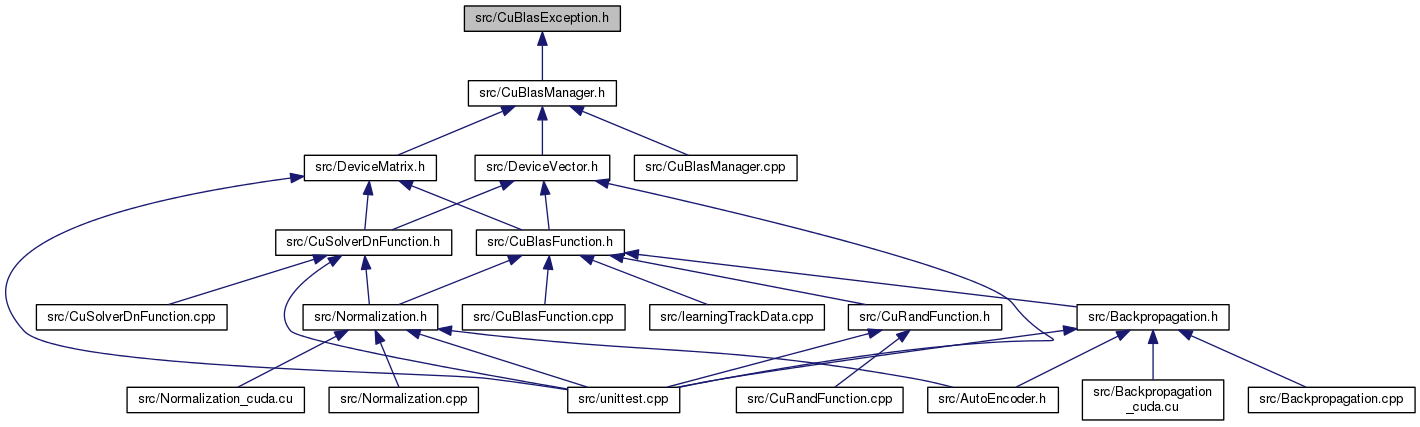 src/CuBlasException.h
src/CuBlasManager.h
src/DeviceMatrix.h
src/DeviceVector.h
src/CuBlasManager.cpp
src/CuSolverDnFunction.h
src/CuBlasFunction.h
src/CuSolverDnFunction.cpp
src/Normalization.h
src/CuBlasFunction.cpp
src/learningTrackData.cpp
src/CuRandFunction.h
src/Backpropagation.h
src/Normalization_cuda.cu
src/Normalization.cpp
src/unittest.cpp
src/CuRandFunction.cpp
src/AutoEncoder.h
src/Backpropagation
_cuda.cu
src/Backpropagation.cpp